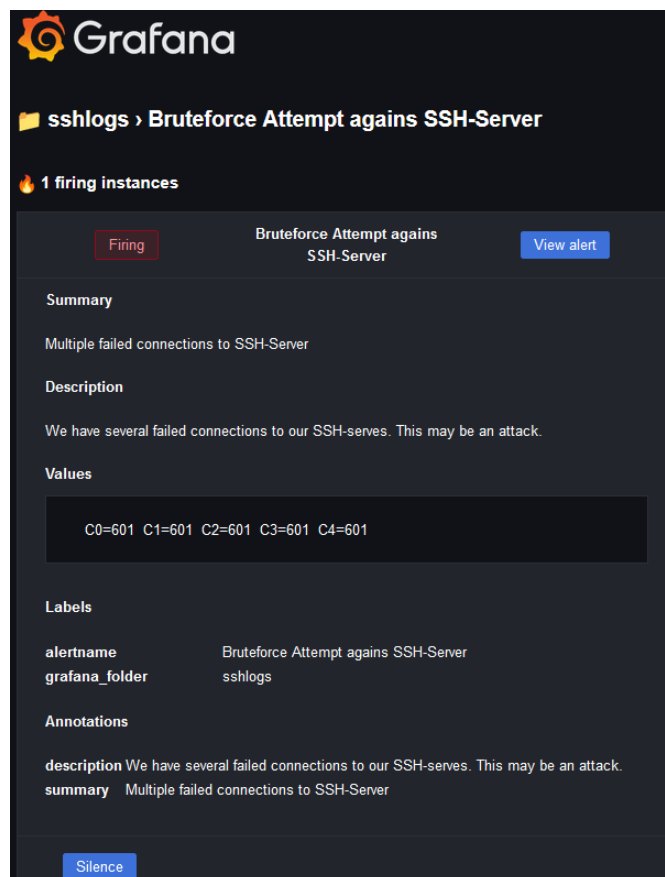 Grafana
📁 sshlogs › Bruteforce Attempt agains SSH-Server
🔥 1 firing instances
Firing
Bruteforce Attempt agains
SSH-Server
View alert
Summary
Multiple failed connections to SSH-Server
Description
We have several failed connections to our SSH-serves. This may be an attack.
Values
C0=601 C1=601 C2=601 C3=601 C4=601
Labels
alertname Bruteforce Attempt agains SSH-Server
grafana_folder sshlogs
Annotations
description We have several failed connections to our SSH-serves. This may be an attack.
summary Multiple failed connections to SSH-Server
Silence